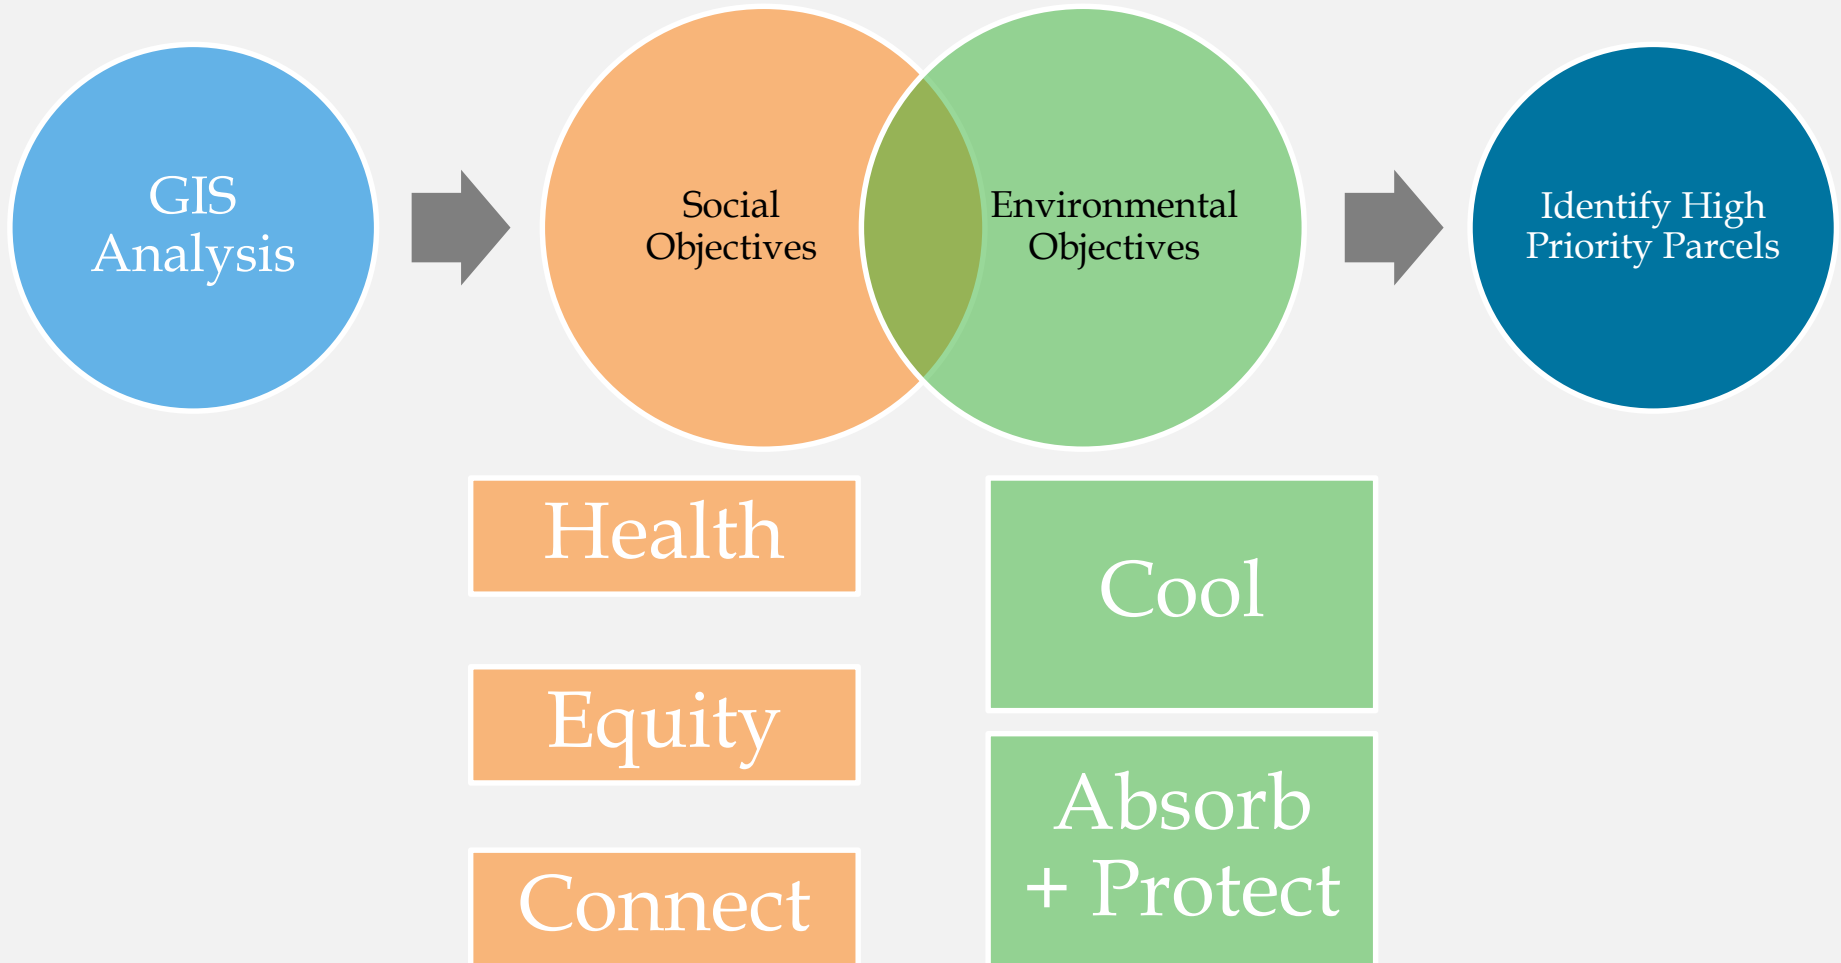 GIS
Analysis
Social
Objectives
Environmental
Objectives
Identify High
Priority Parcels
Health
Equity
Connect
Cool
Absorb
+ Protect